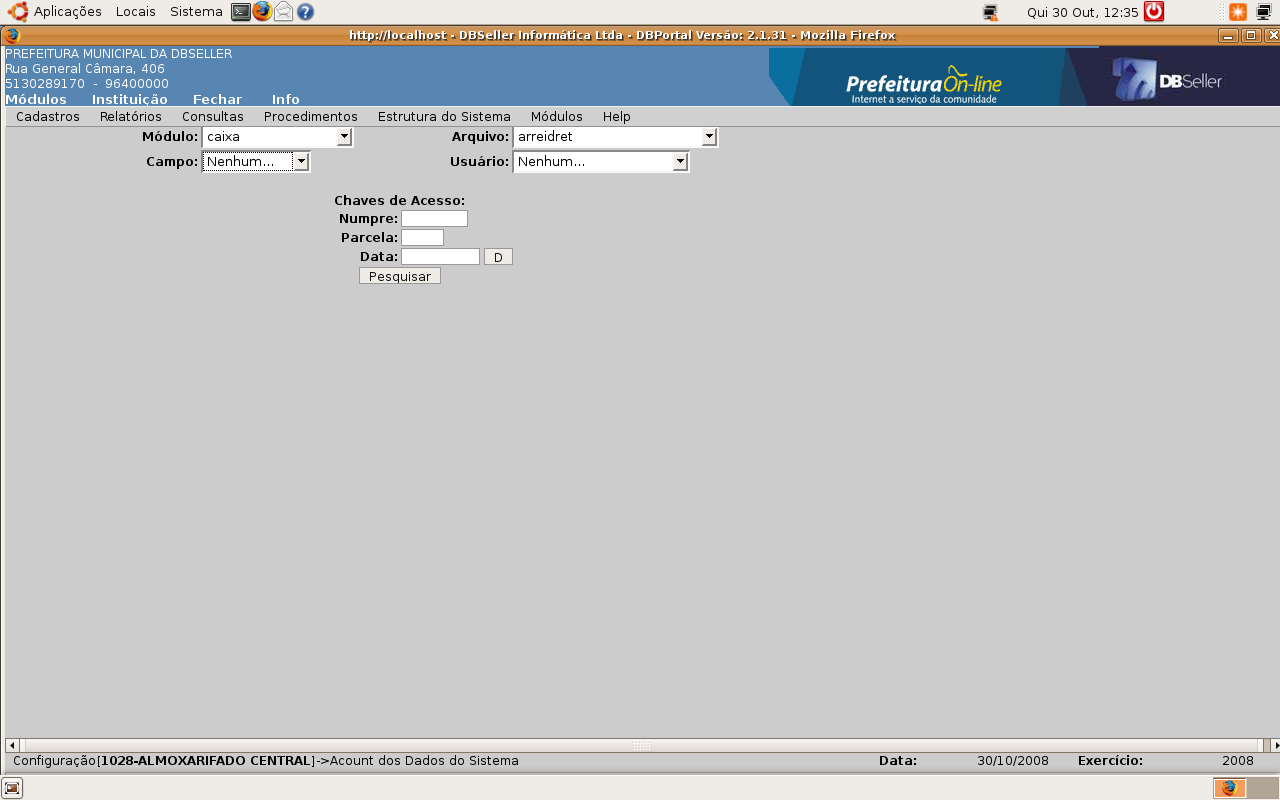 Aplicações Locais Sistema Qui 30 Out, 12:35
http://localhost - DBSeller Informática Ltda - DBPortal Versão: 2.1.31 - Mozilla Firefox
PREFEITURA MUNICIPAL DA DBSELLER
Rua General Câmara, 406
5130289170 - 96400000
Prefeitura On-line
Internet a serviço da comunidade
DBSeller
Módulos Instituição Fechar Info
Cadastros Relatórios Consultas Procedimentos Estrutura do Sistema Módulos Help
Módulo: caixa Arquivo: arreidret
Campo: Nenhum... Usuário: Nenhum...
Chaves de Acesso:
Numpre:
Parcela:
Data: D
Pesquisar
Configuração[1028-ALMOXARIFADO CENTRAL]->Acount dos Dados do Sistema Data: 30/10/2008 Exercício: 2008